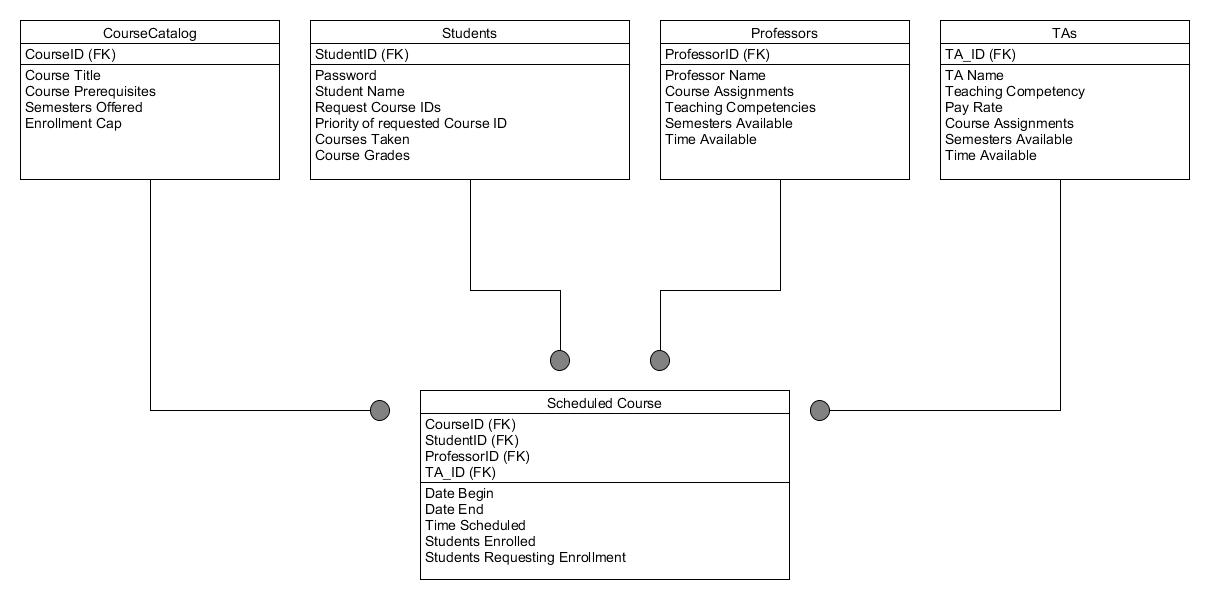 CourseCatalog
CourseID (FK)
Course Title
Course Prerequisites
Semesters Offered
Enrollment Cap
Students
StudentID (FK)
Password
Student Name
Request Course IDs
Priority of requested Course ID
Courses Taken
Course Grades
Professors
ProfessorID (FK)
Professor Name
Course Assignments
Teaching Competencies
Semesters Available
Time Available
TAs
TA_ID (FK)
TA Name
Teaching Competency
Pay Rate
Course Assignments
Semesters Available
Time Available
Scheduled Course
CourseID (FK)
StudentID (FK)
ProfessorID (FK)
TA_ID (FK)
Date Begin
Date End
Time Scheduled
Students Enrolled
Students Requesting Enrollment